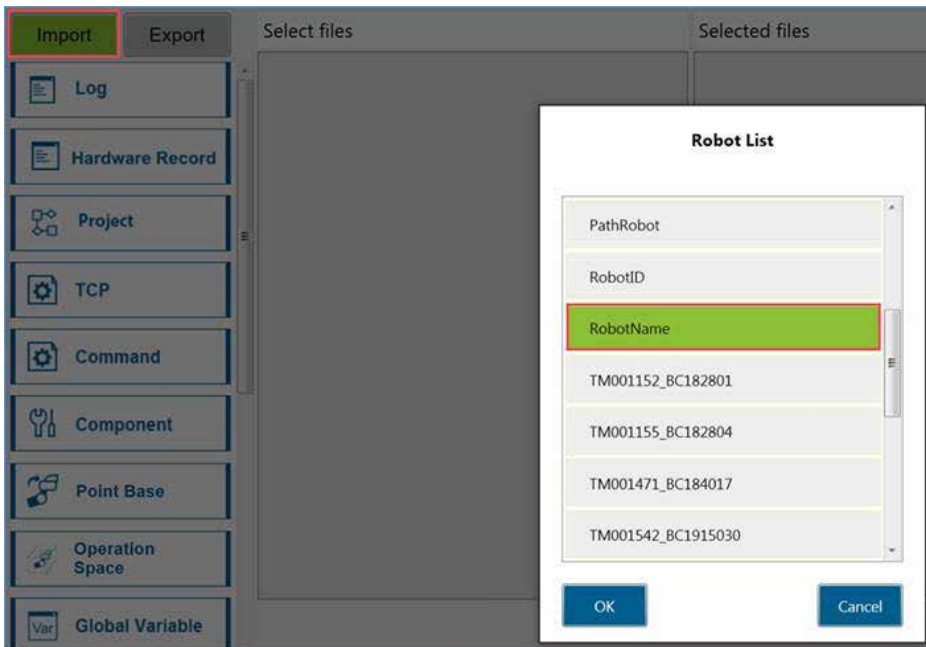 Import
Export
Select files
Selected files
Log
Hardware Record
Project
TCP
Command
Component
Point Base
Operation
Space
Var
Global Variable
Robot List
PathRobot
RobotID
RobotName
TM001152_BC182801
TM001155_BC182804
TM001471_BC184017
TM001542_BC1915030
OK
Cancel